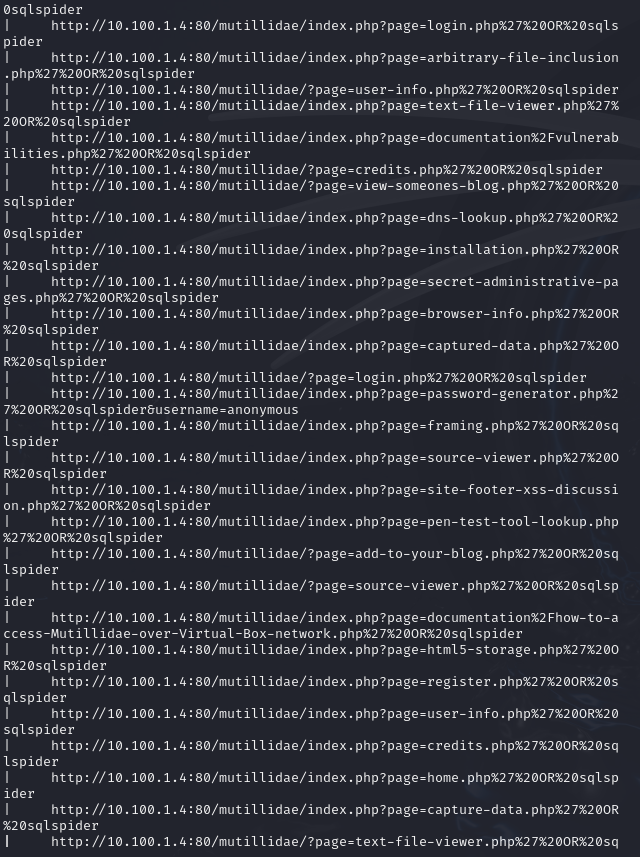 0sqlspider
|     http://10.100.1.4:80/mutillidae/index.php?page=login.php%27%20OR%20sqls
pider
|     http://10.100.1.4:80/mutillidae/index.php?page=arbitrary-file-inclusion
.php%27%20OR%20sqlspider
|     http://10.100.1.4:80/mutillidae/?page=user-info.php%27%20OR%20sqlspider
|     http://10.100.1.4:80/mutillidae/index.php?page=text-file-viewer.php%27%
20OR%20sqlspider
|     http://10.100.1.4:80/mutillidae/index.php?page=documentation%2Fvulnerab
ilities.php%27%20OR%20sqlspider
|     http://10.100.1.4:80/mutillidae/?page=credits.php%27%20OR%20sqlspider
|     http://10.100.1.4:80/mutillidae/?page=view-someones-blog.php%27%20OR%20
sqlspider
|     http://10.100.1.4:80/mutillidae/index.php?page=dns-lookup.php%27%20OR%2
0sqlspider
|     http://10.100.1.4:80/mutillidae/index.php?page=installation.php%27%20OR
%20sqlspider
|     http://10.100.1.4:80/mutillidae/index.php?page=secret-administrative-pa
ges.php%27%20OR%20sqlspider
|     http://10.100.1.4:80/mutillidae/index.php?page=browser-info.php%27%20OR
%20sqlspider
|     http://10.100.1.4:80/mutillidae/index.php?page=captured-data.php%27%20O
R%20sqlspider
|     http://10.100.1.4:80/mutillidae/?page=login.php%27%20OR%20sqlspider
|     http://10.100.1.4:80/mutillidae/index.php?page=password-generator.php%2
7%20OR%20sqlspider&username=anonymous
|     http://10.100.1.4:80/mutillidae/index.php?page=framing.php%27%20OR%20sq
lspider
|     http://10.100.1.4:80/mutillidae/index.php?page=source-viewer.php%27%20O
R%20sqlspider
|     http://10.100.1.4:80/mutillidae/index.php?page=site-footer-xss-discussi
on.php%27%20OR%20sqlspider
|     http://10.100.1.4:80/mutillidae/index.php?page=pen-test-tool-lookup.php
%27%20OR%20sqlspider
|     http://10.100.1.4:80/mutillidae/?page=add-to-your-blog.php%27%20OR%20sq
lspider
|     http://10.100.1.4:80/mutillidae/?page=source-viewer.php%27%20OR%20sqlsp
ider
|     http://10.100.1.4:80/mutillidae/index.php?page=documentation%2Fhow-to-a
ccess-Mutillidae-over-Virtual-Box-network.php%27%20OR%20sqlspider
|     http://10.100.1.4:80/mutillidae/index.php?page=html5-storage.php%27%20O
R%20sqlspider
|     http://10.100.1.4:80/mutillidae/index.php?page=register.php%27%20OR%20s
qlspider
|     http://10.100.1.4:80/mutillidae/index.php?page=user-info.php%27%20OR%20
sqlspider
|     http://10.100.1.4:80/mutillidae/index.php?page=credits.php%27%20OR%20sq
lspider
|     http://10.100.1.4:80/mutillidae/index.php?page=home.php%27%20OR%20sqlsp
ider
|     http://10.100.1.4:80/mutillidae/index.php?page=capture-data.php%27%20OR
%20sqlspider
|     http://10.100.1.4:80/mutillidae/?page=text-file-viewer.php%27%20OR%20sq